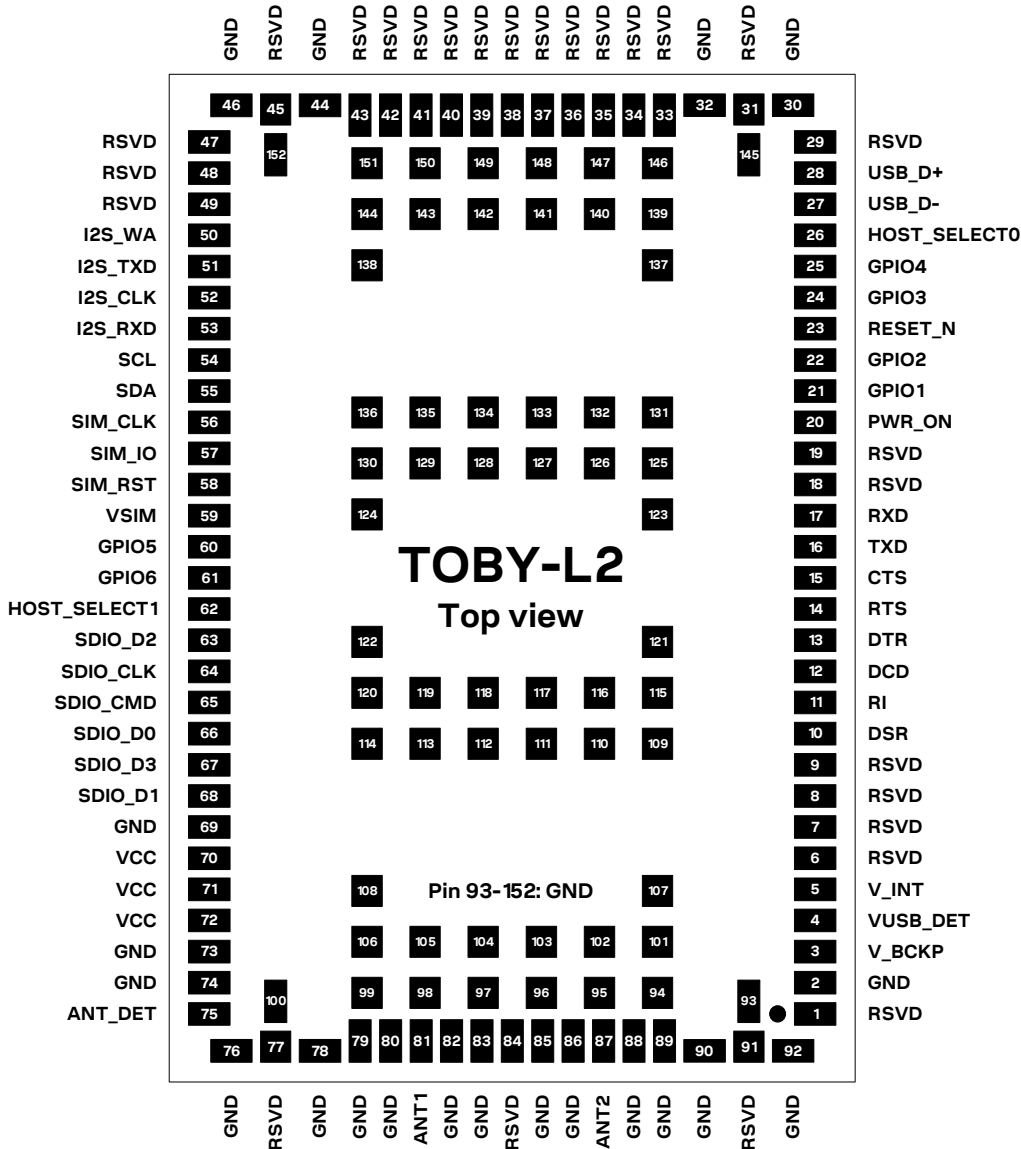 GND RSVD GND RSVD RSVD RSVD RSVD RSVD RSVD RSVD RSVD RSVD RSVD RSVD GND RSVD GND
46 45 44 43 42 41 40 39 38 37 36 35 34 33 32 31 30
RSVD 47 29 RSVD
152 151 150 149 148 147 146 145
RSVD 48 28 USB_D+
RSVD 49 27 USB_D-
144 143 142 141 140 139
I2S_WA 50 26 HOST_SELECT0
I2S_TXD 51 138 137 25 GPIO4
I2S_CLK 52 24 GPIO3
I2S_RXD 53 23 RESET_N
SCL 54 22 GPIO2
SDA 55 21 GPIO1
136 135 134 133 132 131
SIM_CLK 56 20 PWR_ON
SIM_IO 57 19 RSVD
130 129 128 127 126 125
SIM_RST 58 18 RSVD
VSIM 59 124 123 17 RXD
GPIO5 60 16 TXD
TOBY-L2
GPIO6 61 15 CTS
HOST_SELECT1 62 14 RTS
Top view
SDIO_D2 63 122 121 13 DTR
SDIO_CLK 64 12 DCD
120 119 118 117 116 115
SDIO_CMD 65 11 RI
SDIO_D0 66 10 DSR
114 113 112 111 110 109
SDIO_D3 67 9 RSVD
SDIO_D1 68 8 RSVD
GND 69 7 RSVD
VCC 70 6 RSVD
VCC 71 108 Pin 93-152: GND 107 5 V_INT
VCC 72 4 VUSB_DET
106 105 104 103 102 101
GND 73 3 V_BCKP
GND 74 2 GND
100 99 98 97 96 95 94 93
ANT_DET 75 1 RSVD
76 77 78 79 80 81 82 83 84 85 86 87 88 89 90 91 92
GND RSVD GND GND GND ANT1 GND GND RSVD GND GND ANT2 GND GND GND RSVD GND